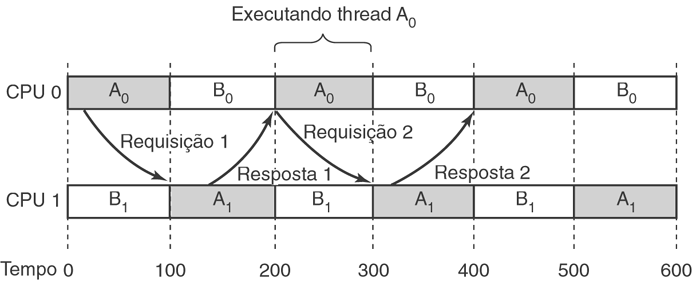 Executando thread A₀
CPU 0 A₀ B₀ A₀ B₀ A₀ B₀
Requisição 1 Requisição 2
Resposta 1 Resposta 2
CPU 1 B₁ A₁ B₁ A₁ B₁ A₁
Tempo 0 100 200 300 400 500 600